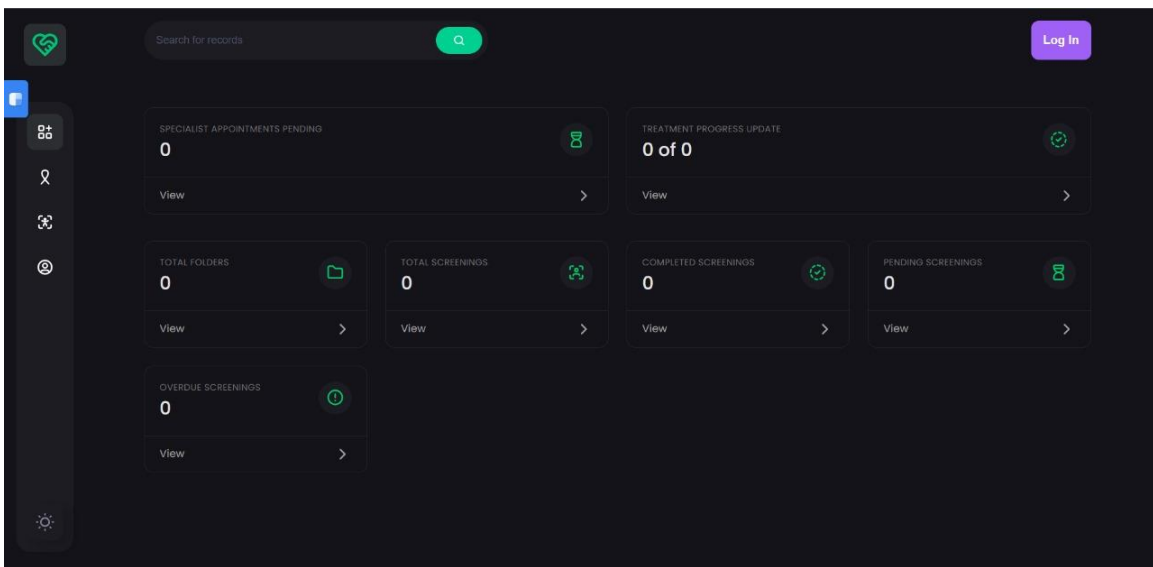 Search for records
Log In
SPECIALIST APPOINTMENTS PENDING
0
View
TREATMENT PROGRESS UPDATE
0 of 0
View
TOTAL FOLDERS
0
View
TOTAL SCREENINGS
0
View
COMPLETED SCREENINGS
0
View
PENDING SCREENINGS
0
View
OVERDUE SCREENINGS
0
View